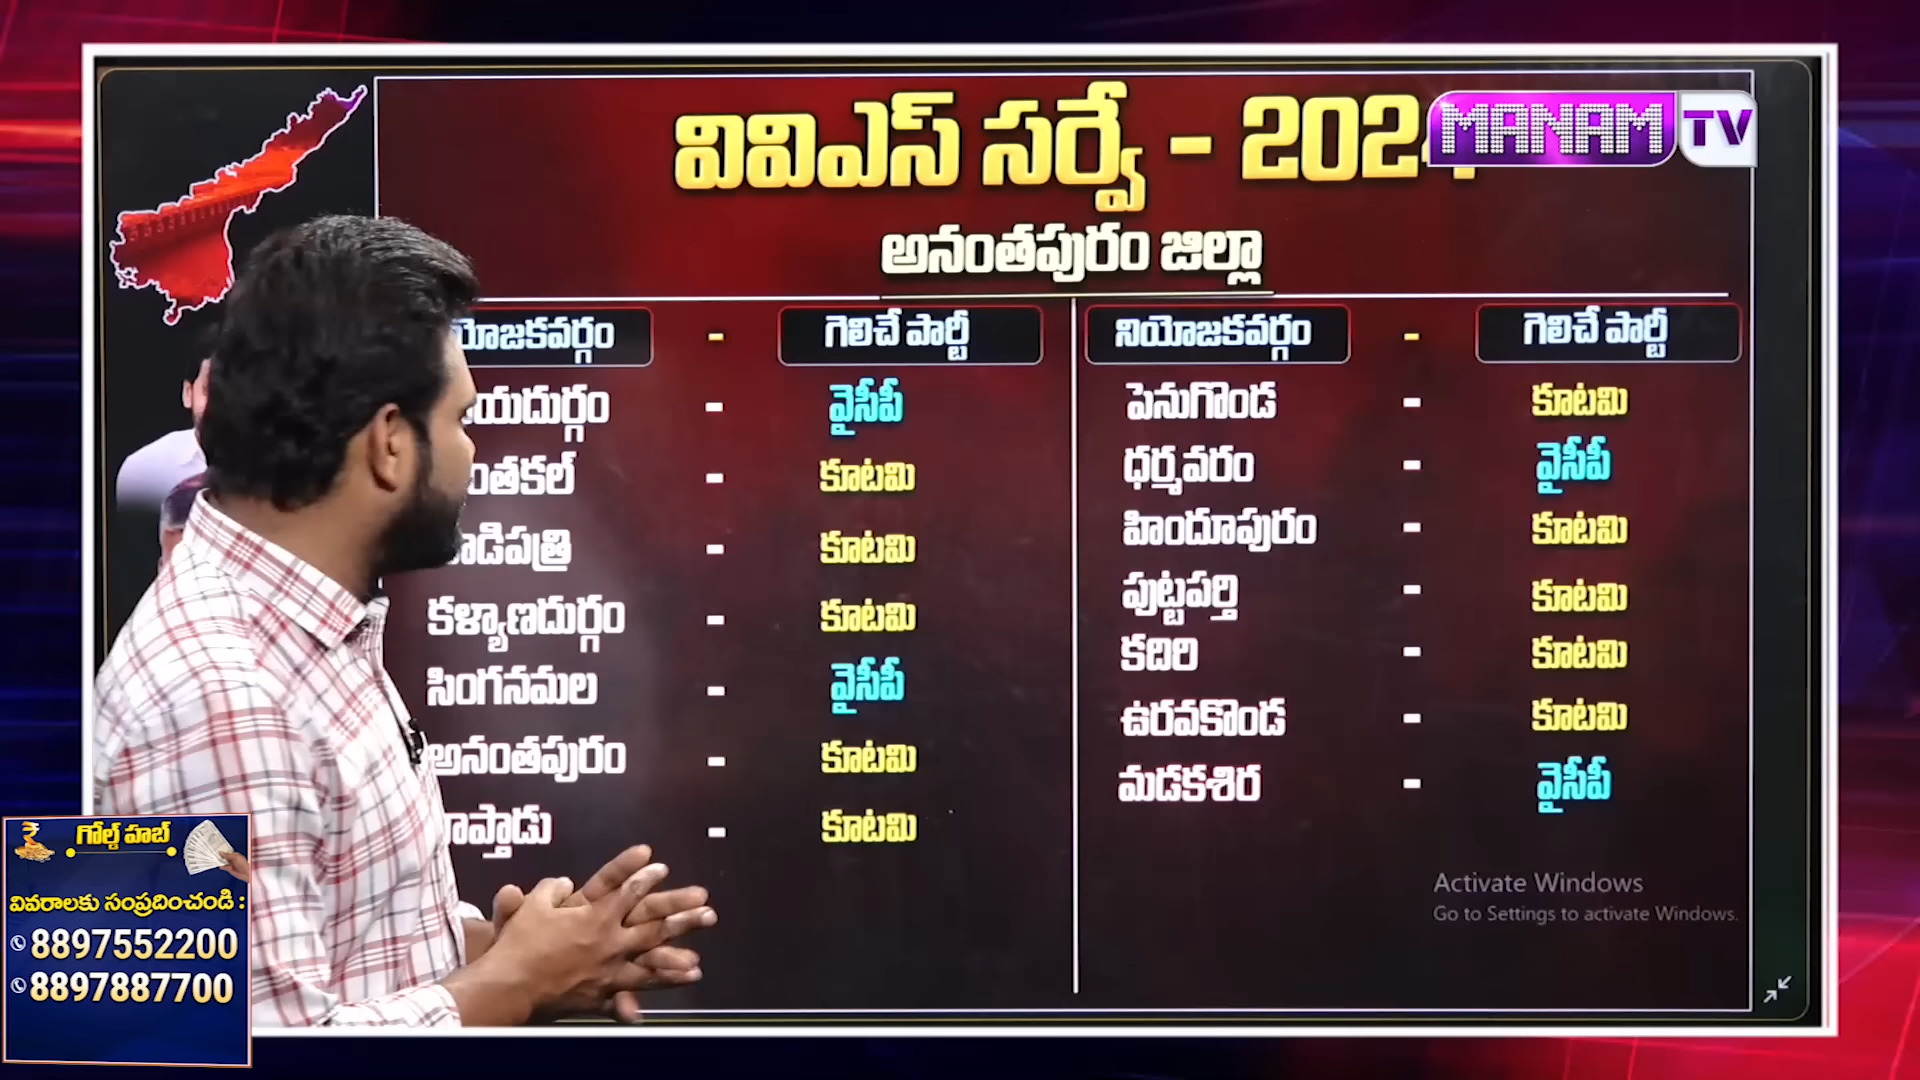 వివిఎస్ సర్వే - 202
MANAM TV
అనంతపురం జిల్లా
గెలిచే పార్టీ
నియోజకవర్గం - గెలిచే పార్టీ
- వైసీపీ
- కూటమి
- కూటమి
కళ్యాణదుర్గం - కూటమి
సింగనమల - వైసీపీ
అనంతపురం - కూటమి
- కూటమి
పెనుగొండ - కూటమి
ధర్మవరం - వైసీపీ
హిందూపురం - కూటమి
పుట్టపర్తి - కూటమి
కదిరి - కూటమి
ఉరవకొండ - కూటమి
మడకశిర - వైసీపీ
గోల్డ్ హబ్
వివరాలకు సంప్రదించండి :
8897552200
8897887700
Activate Windows
Go to Settings to activate Windows.